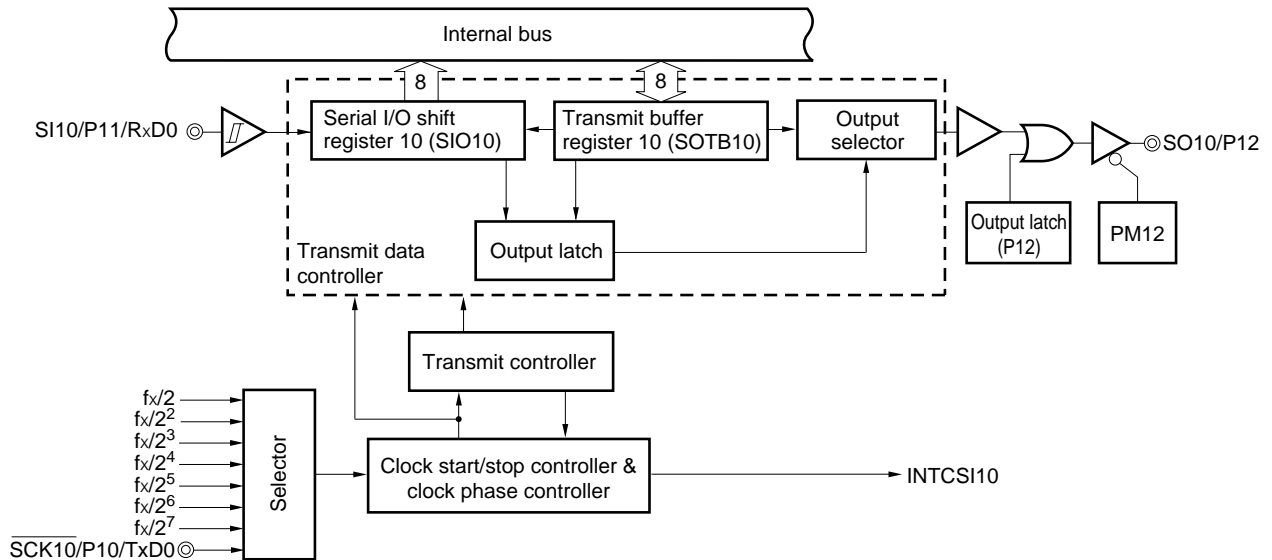 Internal bus
8
8
SI10/P11/RxD0
Serial I/O shift
register 10 (SIO10)
Transmit buffer
register 10 (SOTB10)
Output
selector
SO10/P12
Output latch
(P12)
PM12
Output latch
Transmit data
controller
Transmit controller
fx/2
fx/2²
fx/2³
fx/2⁴
fx/2⁵
fx/2⁶
fx/2⁷
S̅C̅K̅1̅0̅/P10/TxD0
Selector
Clock start/stop controller &
clock phase controller
INTCSI10